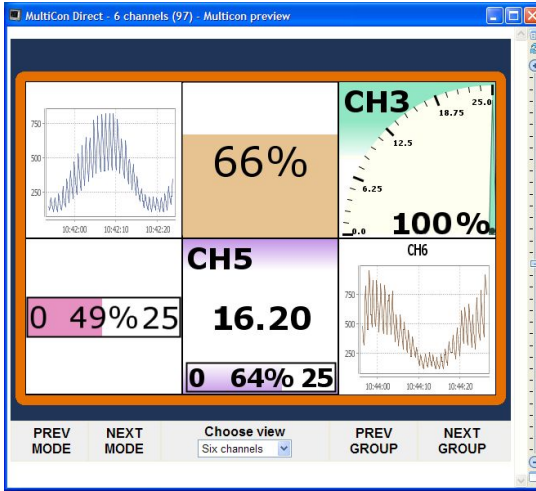 MultiCon Direct - 6 channels (97) - Multicon preview
750
500
250
10:42:00 10:42:10 10:42:20
66%
CH3
25.0
18.75
12.5
6.25
0.0
100%
0 49% 25
CH5
16.20
0 64% 25
CH6
750
500
250
10:44:00 10:44:10 10:44:20
PREV MODE
NEXT MODE
Choose view
Six channels
PREV GROUP
NEXT GROUP